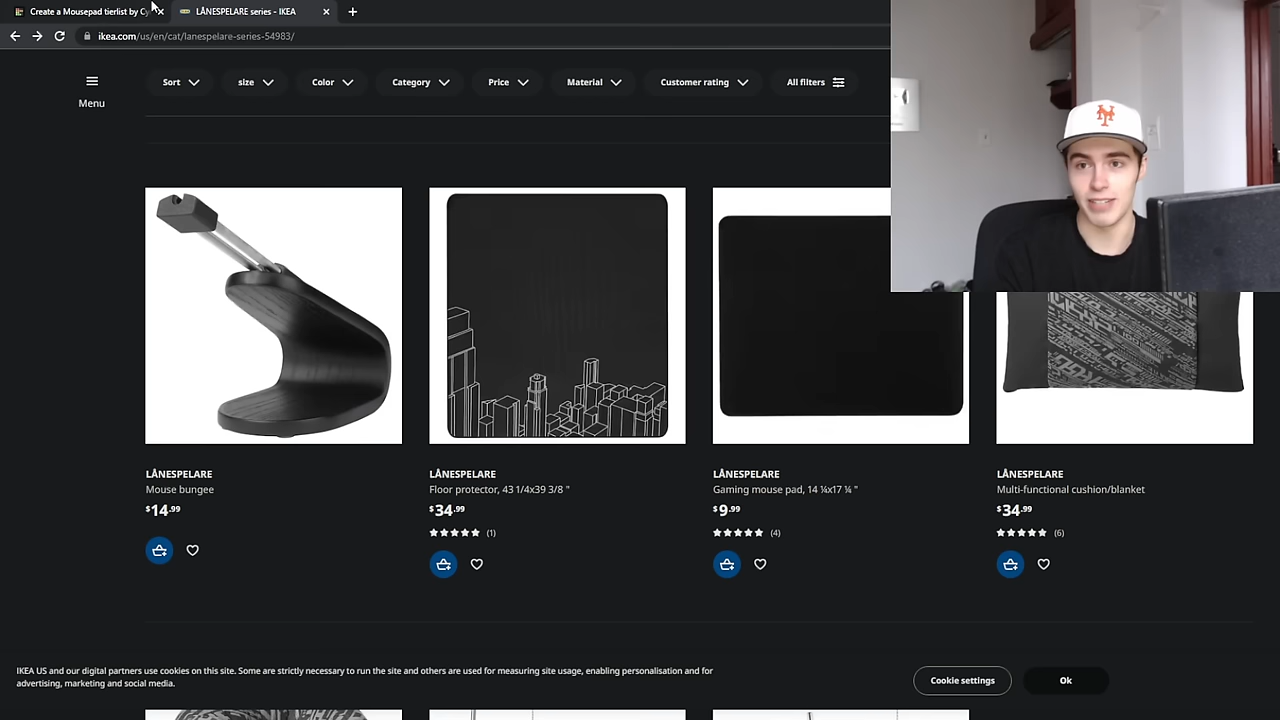 Create a Mousepad tierlist by Cy
LÅNESPELARE series - IKEA
ikea.com/us/en/cat/lanespelare-series-54983/
Menu
Sort
size
Color
Category
Price
Material
Customer rating
All filters
LÅNESPELARE
Mouse bungee
$14.99
LÅNESPELARE
Floor protector, 43 1/4x39 3/8 "
$34.99
(1)
LÅNESPELARE
Gaming mouse pad, 14 ¼x17 ¼ "
$9.99
(4)
LÅNESPELARE
Multi-functional cushion/blanket
$34.99
(6)
IKEA US and our digital partners use cookies on this site. Some are strictly necessary to run the site and others are used for measuring site usage, enabling personalisation and for
advertising, marketing and social media.
Cookie settings
Ok